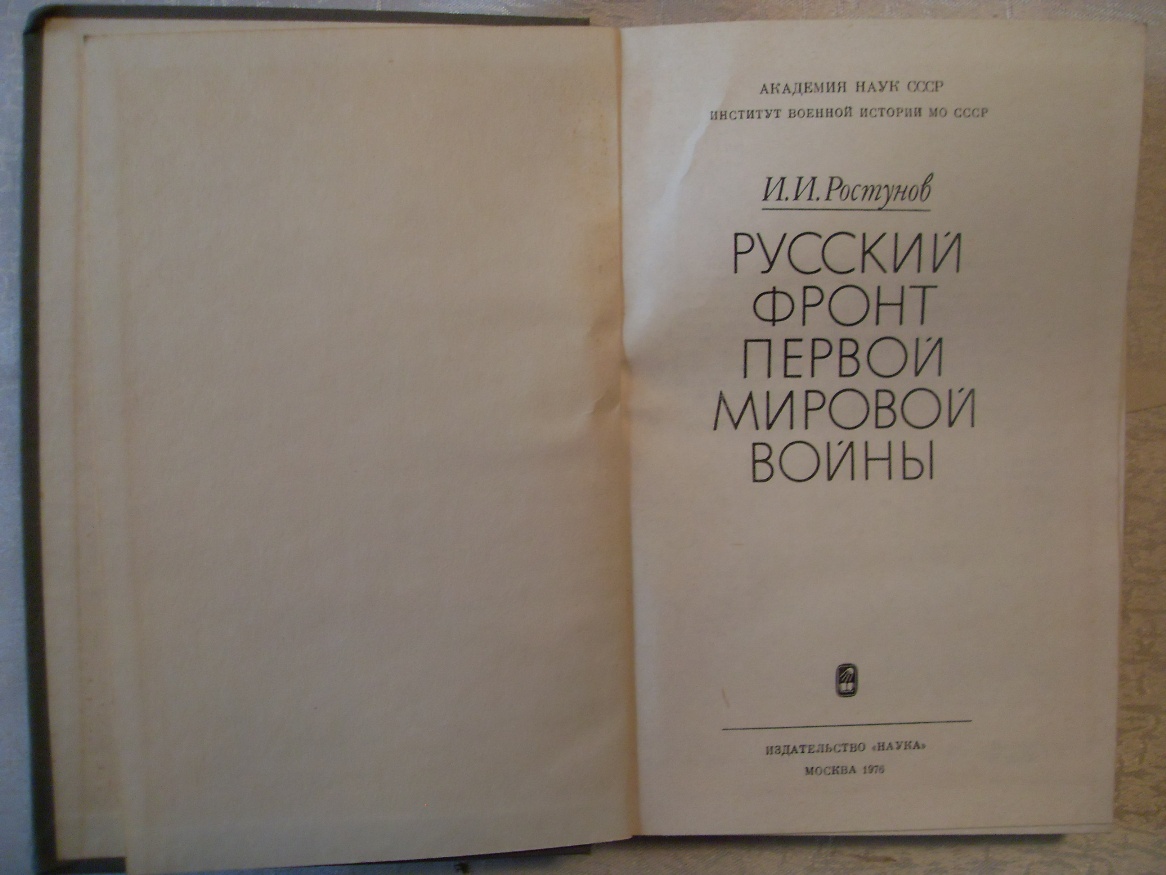 АКАДЕМИЯ НАУК СССР
ИНСТИТУТ ВОЕННОЙ ИСТОРИИ МО СССР
И.И.Ростунов
РУССКИЙ
ФРОНТ
ПЕРВОЙ
МИРОВОЙ
ВОЙНЫ
ИЗДАТЕЛЬСТВО «НАУКА»
МОСКВА 1976